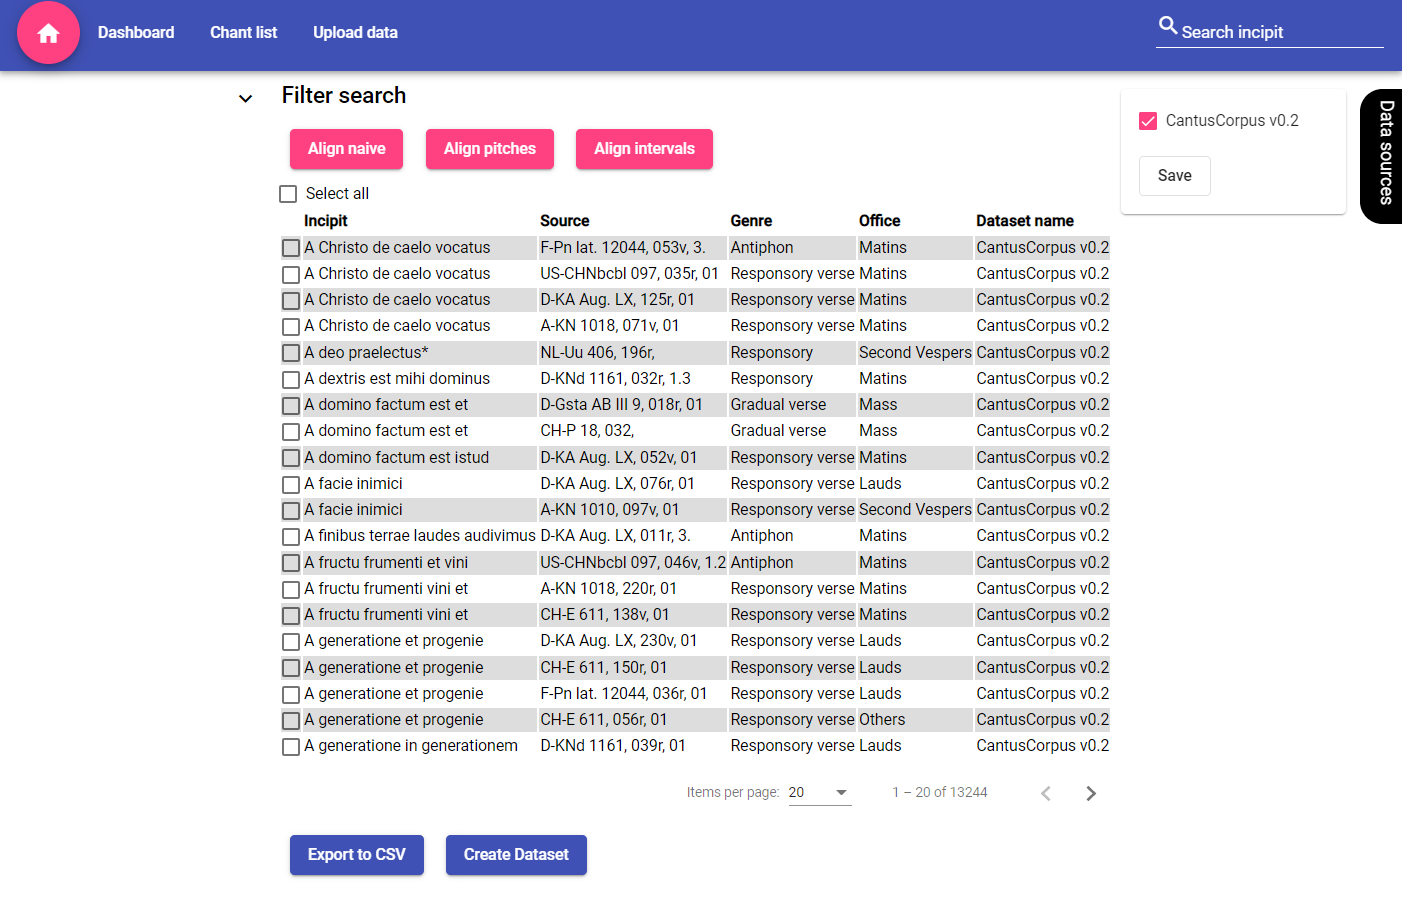 Dashboard Chant list Upload data Search incipit
Filter search
CantusCorpus v0.2
Save
Data sources
Align naive Align pitches Align intervals
Select all
Incipit Source Genre Office Dataset name
A Christo de caelo vocatus F-Pn lat. 12044, 053v, 3. Antiphon Matins CantusCorpus v0.2
A Christo de caelo vocatus US-CHNbcbl 097, 035r, 01 Responsory verse Matins CantusCorpus v0.2
A Christo de caelo vocatus D-KA Aug. LX, 125r, 01 Responsory verse Matins CantusCorpus v0.2
A Christo de caelo vocatus A-KN 1018, 071v, 01 Responsory verse Matins CantusCorpus v0.2
A deo praelectus* NL-Uu 406, 196r, Responsory Second Vespers CantusCorpus v0.2
A dextris est mihi dominus D-KNd 1161, 032r, 1.3 Responsory Matins CantusCorpus v0.2
A domino factum est et D-Gsta AB III 9, 018r, 01 Gradual verse Mass CantusCorpus v0.2
A domino factum est et CH-P 18, 032, Gradual verse Mass CantusCorpus v0.2
A domino factum est istud D-KA Aug. LX, 052v, 01 Responsory verse Matins CantusCorpus v0.2
A facie inimici D-KA Aug. LX, 076r, 01 Responsory verse Lauds CantusCorpus v0.2
A facie inimici A-KN 1010, 097v, 01 Responsory verse Second Vespers CantusCorpus v0.2
A finibus terrae laudes audivimus D-KA Aug. LX, 011r, 3. Antiphon Matins CantusCorpus v0.2
A fructu frumenti et vini US-CHNbcbl 097, 046v, 1.2 Antiphon Matins CantusCorpus v0.2
A fructu frumenti vini et A-KN 1018, 220r, 01 Responsory verse Matins CantusCorpus v0.2
A fructu frumenti vini et CH-E 611, 138v, 01 Responsory verse Matins CantusCorpus v0.2
A generatione et progenie D-KA Aug. LX, 230v, 01 Responsory verse Lauds CantusCorpus v0.2
A generatione et progenie CH-E 611, 150r, 01 Responsory verse Lauds CantusCorpus v0.2
A generatione et progenie F-Pn lat. 12044, 036r, 01 Responsory verse Lauds CantusCorpus v0.2
A generatione et progenie CH-E 611, 056r, 01 Responsory verse Others CantusCorpus v0.2
A generatione in generationem D-KNd 1161, 039r, 01 Responsory verse Lauds CantusCorpus v0.2
Items per page: 20 1 – 20 of 13244
Export to CSV Create Dataset